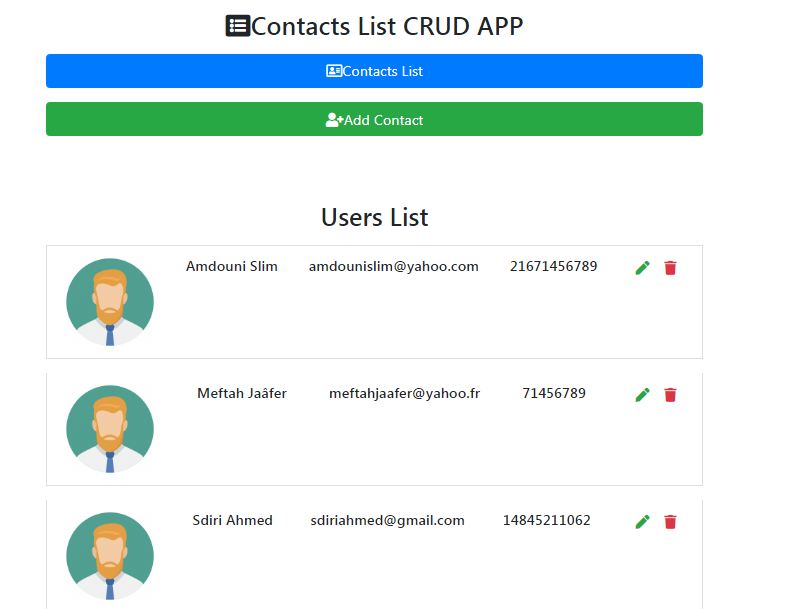 Contacts List CRUD APP
Contacts List
Add Contact
Users List
Amdouni Slim amdounislim@yahoo.com 21671456789
Meftah Jaâfer meftahjaafer@yahoo.fr 71456789
Sdiri Ahmed sdiriahmed@gmail.com 14845211062